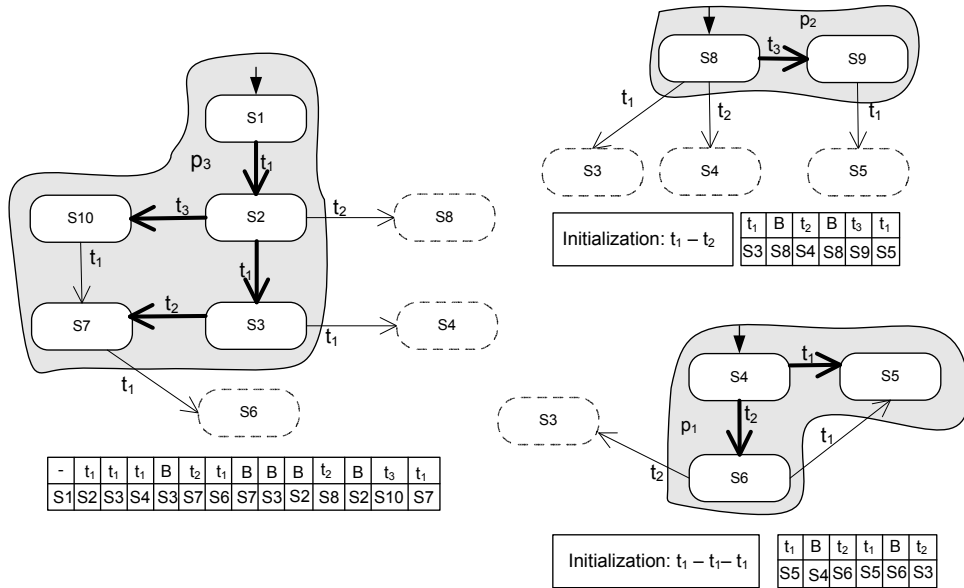 S1
p₃
t₁
S10
t₃
S2
t₂
S8
t₁
t₁
t₂
S7
S3
t₁
S4
t₁
S6
- t₁ t₁ t₁ B t₂ t₁ B B B t₂ B t₃ t₁
S1 S2 S3 S4 S3 S7 S6 S7 S3 S2 S8 S2 S10 S7
p₂
S8
t₃
S9
t₁
t₂
t₁
S3
S4
S5
Initialization: t₁ – t₂
t₁ B t₂ B t₃ t₁
S3 S8 S4 S8 S9 S5
S4
t₁
S5
S3
p₁
t₂
t₁
t₂
S6
Initialization: t₁ – t₁– t₁
t₁ B t₂ t₁ B t₂
S5 S4 S6 S5 S6 S3